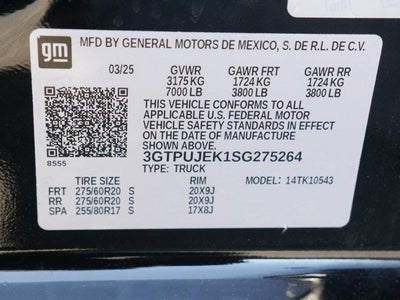 gm MFD BY GENERAL MOTORS DE MEXICO, S. DE R.L. DE C.V.
03/25 GVWR GAWR FRT GAWR RR
3175 KG 1724 KG 1724 KG
7000 LB 3800 LB 3800 LB
THIS VEHICLE CONFORMS TO ALL
APPLICABLE U.S. FEDERAL MOTOR
VEHICLE SAFETY STANDARDS IN EFFECT
ON THE DATE OF MANUFACTURE
SHOWN ABOVE.
8555
3GTPUJEK1SG275264
TYPE: TRUCK
TIRE SIZE RIM MODEL: 14TK10543
FRT 275/60R20 S 20X9J
RR 275/60R20 S 20X9J
SPA 255/80R17 S 17X8J